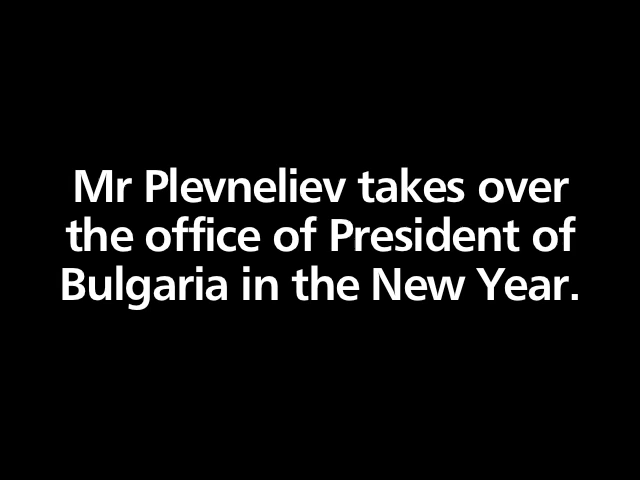 Mr Plevneliev takes over
the office of President of
Bulgaria in the New Year.